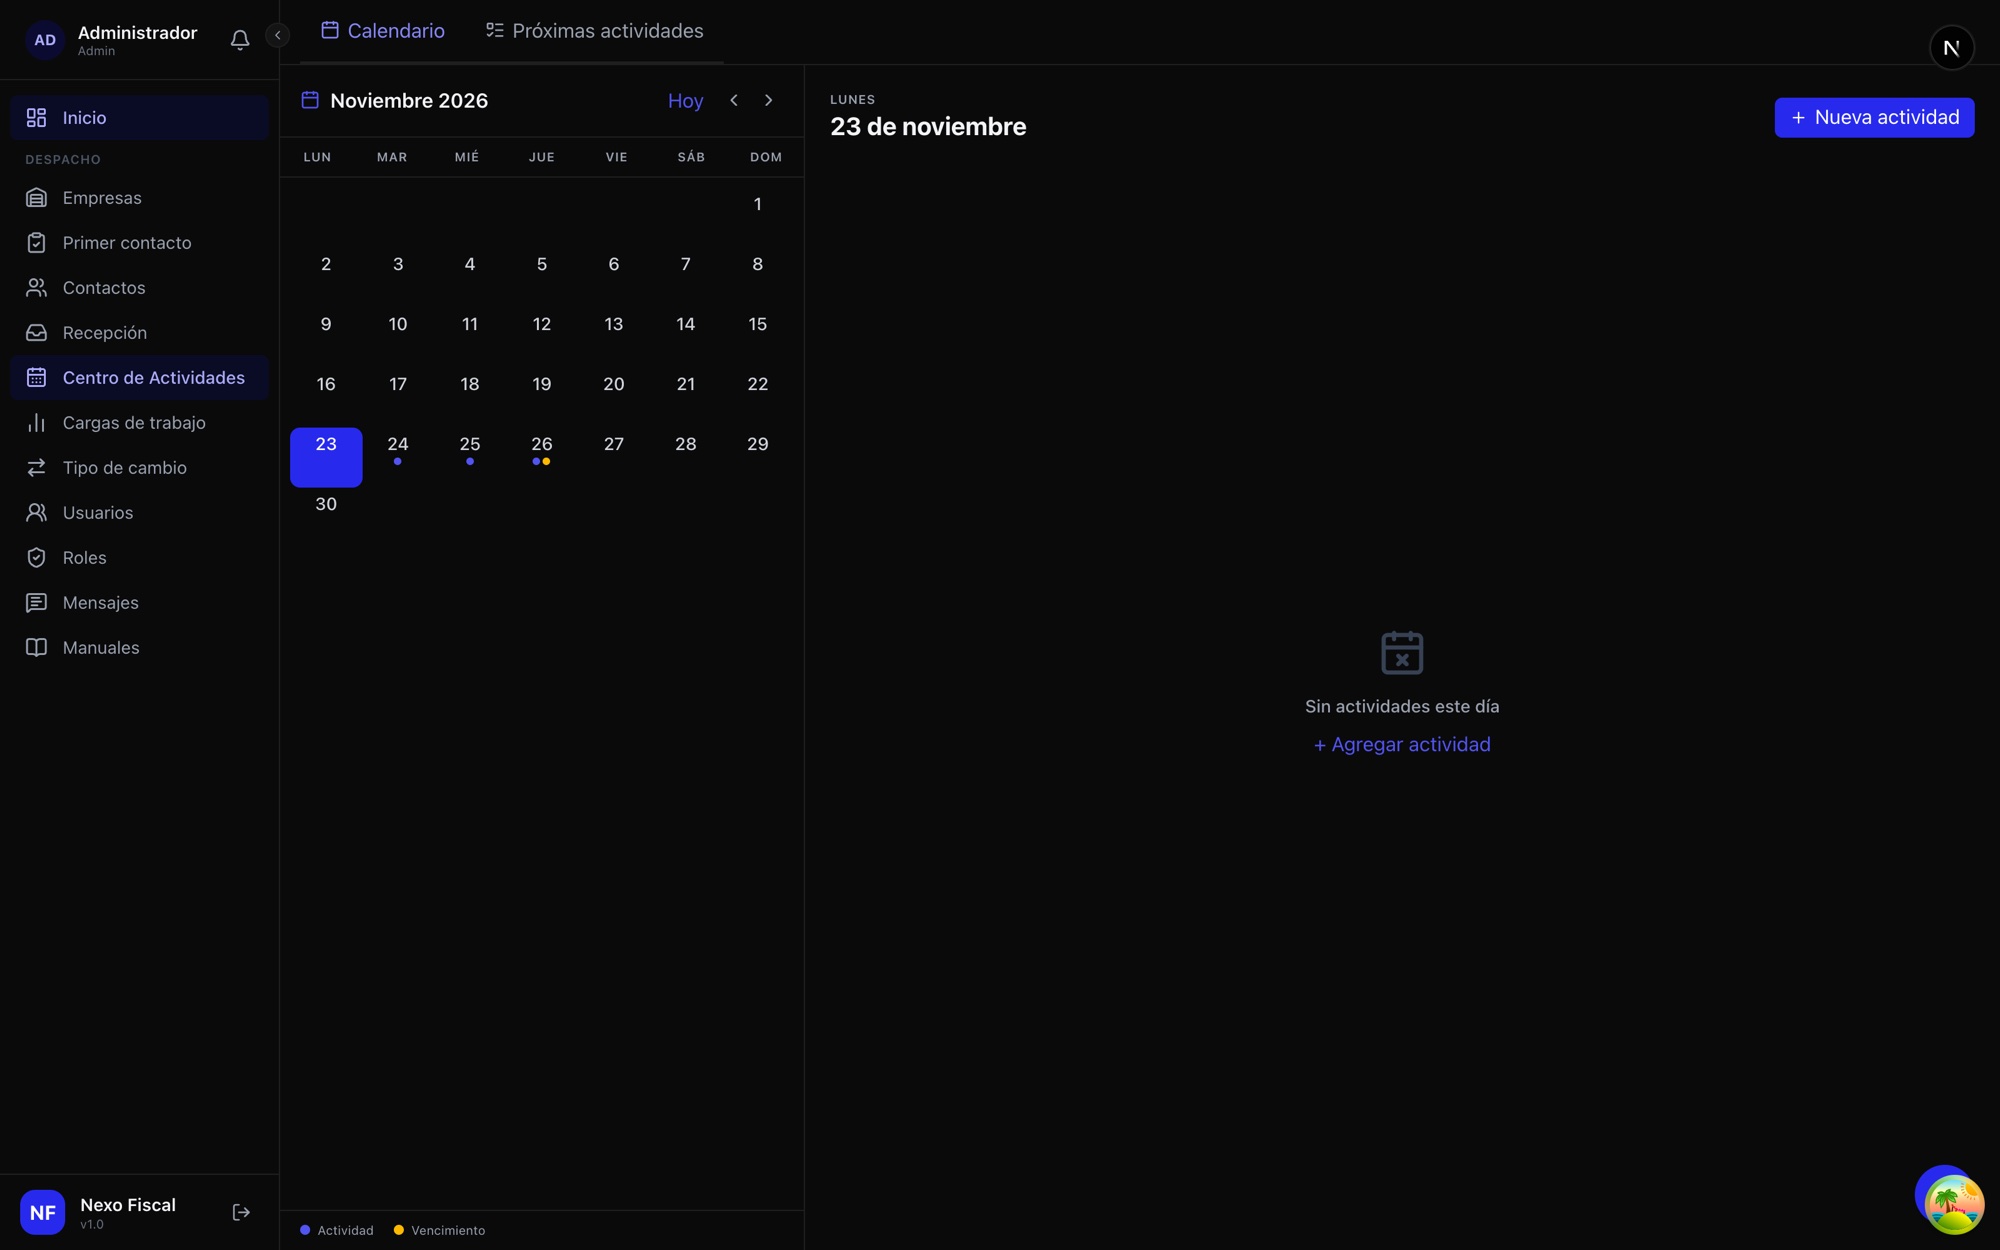 AD
Administrador
Admin
Inicio
DESPACHO
Empresas
Primer contacto
Contactos
Recepción
Centro de Actividades
Cargas de trabajo
Tipo de cambio
Usuarios
Roles
Mensajes
Manuales
NF
Nexo Fiscal
v1.0
Calendario
Próximas actividades
N
Noviembre 2026
Hoy
LUN MAR MIÉ JUE VIE SÁB DOM
1
2 3 4 5 6 7 8
9 10 11 12 13 14 15
16 17 18 19 20 21 22
23 24 25 26 27 28 29
30
Actividad Vencimiento
LUNES
23 de noviembre
+ Nueva actividad
Sin actividades este día
+ Agregar actividad